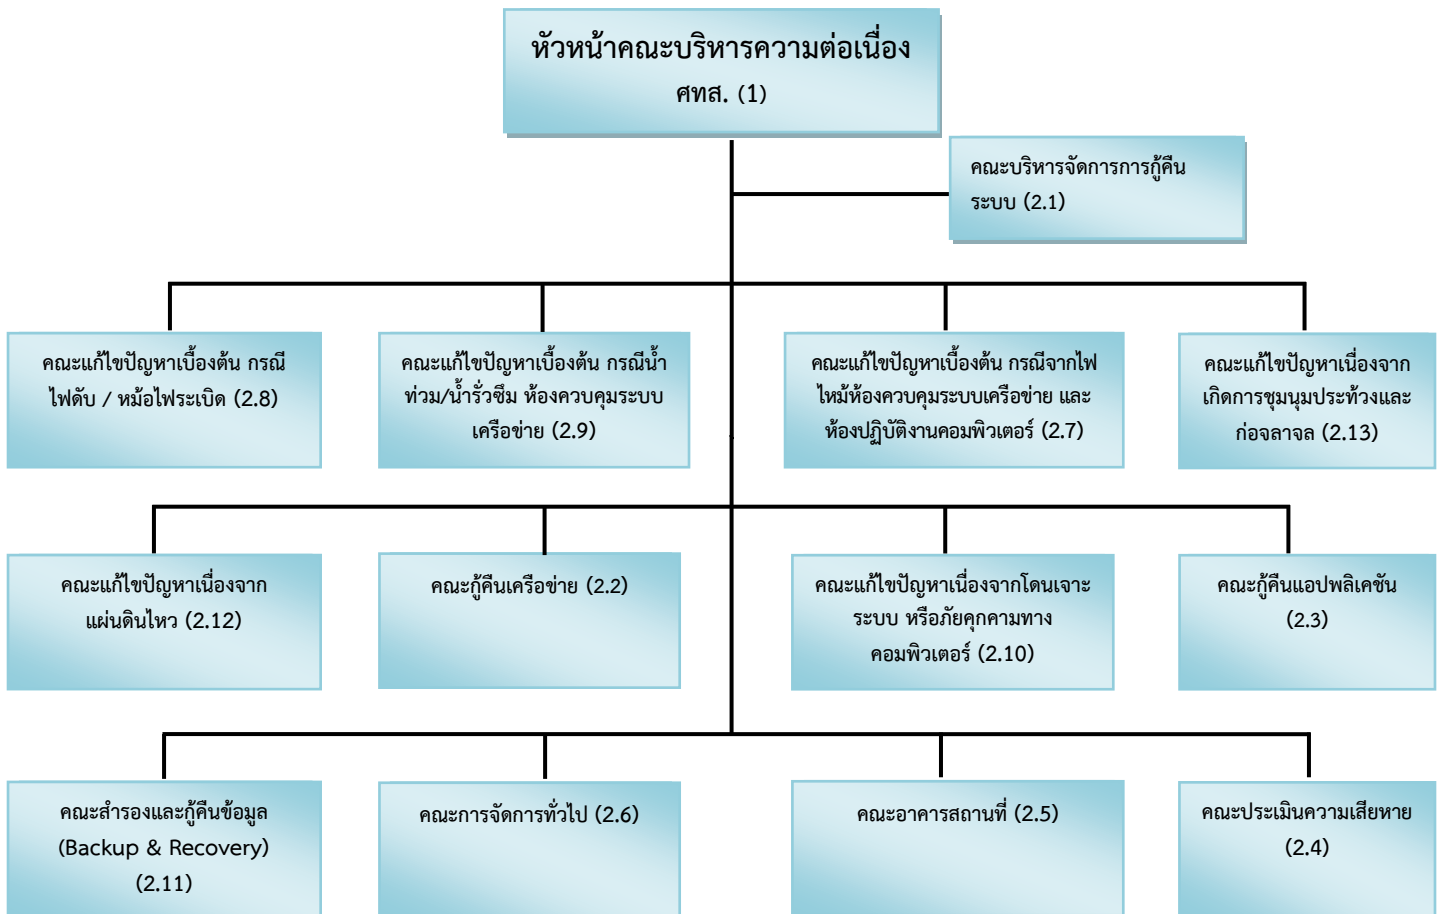 หัวหน้าคณะบริหารความต่อเนื่อง
ศทส. (1)
คณะบริหารจัดการการกู้คืน
ระบบ (2.1)
คณะแก้ไขปัญหาเบื้องต้น กรณี
ไฟดับ / หม้อไฟระเบิด (2.8)
คณะแก้ไขปัญหาเบื้องต้น กรณีน้ำ
ท่วม/น้ำรั่วซึม ห้องควบคุมระบบ
เครือข่าย (2.9)
คณะแก้ไขปัญหาเบื้องต้น กรณีจากไฟ
ไหม้ห้องควบคุมระบบเครือข่าย และ
ห้องปฏิบัติงานคอมพิวเตอร์ (2.7)
คณะแก้ไขปัญหาเนื่องจาก
เกิดการชุมนุมประท้วงและ
ก่อจลาจล (2.13)
คณะแก้ไขปัญหาเนื่องจาก
แผ่นดินไหว (2.12)
คณะกู้คืนเครือข่าย (2.2)
คณะแก้ไขปัญหาเนื่องจากโดนเจาะ
ระบบ หรือภัยคุกคามทาง
คอมพิวเตอร์ (2.10)
คณะกู้คืนแอปพลิเคชัน
(2.3)
คณะสำรองและกู้คืนข้อมูล
(Backup & Recovery)
(2.11)
คณะการจัดการทั่วไป (2.6)
คณะอาคารสถานที่ (2.5)
คณะประเมินความเสียหาย
(2.4)